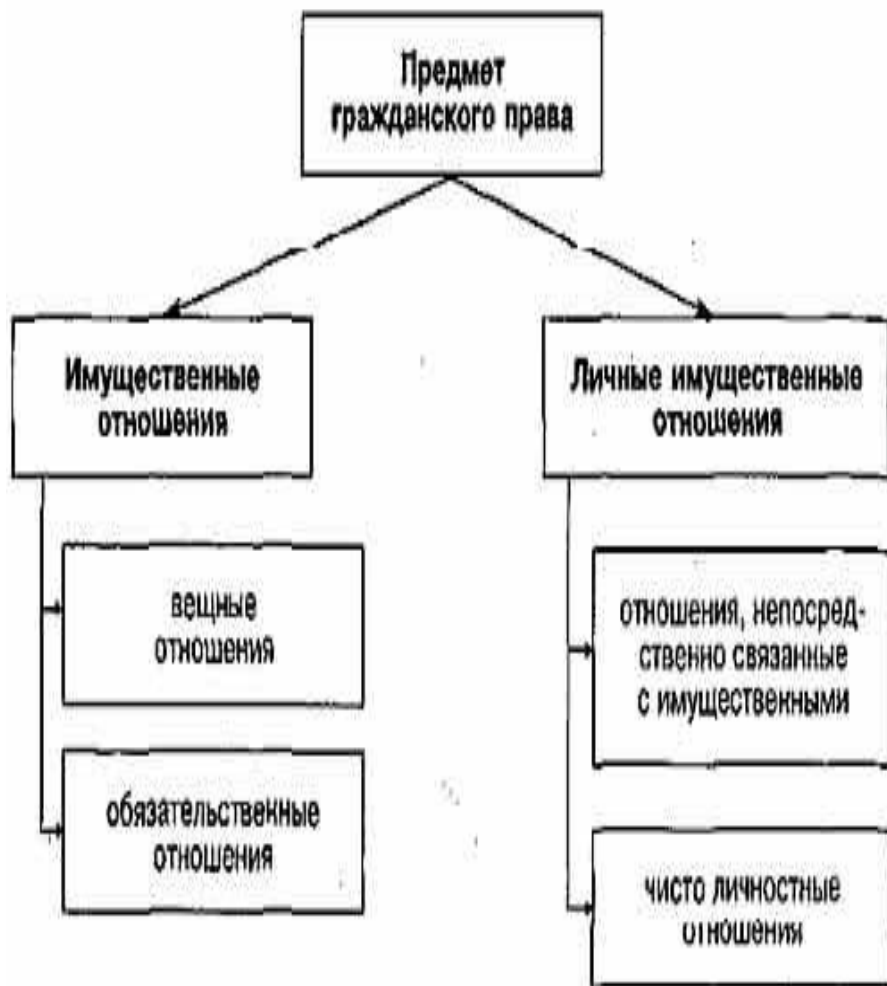 Предмет
гражданского права
Имущественные
отношения
Личные имущественные
отношения
вещные
отношения
отношения, непосред-
ственно связанные
с имущественными
обязательственные
отношения
чисто личностные
отношения